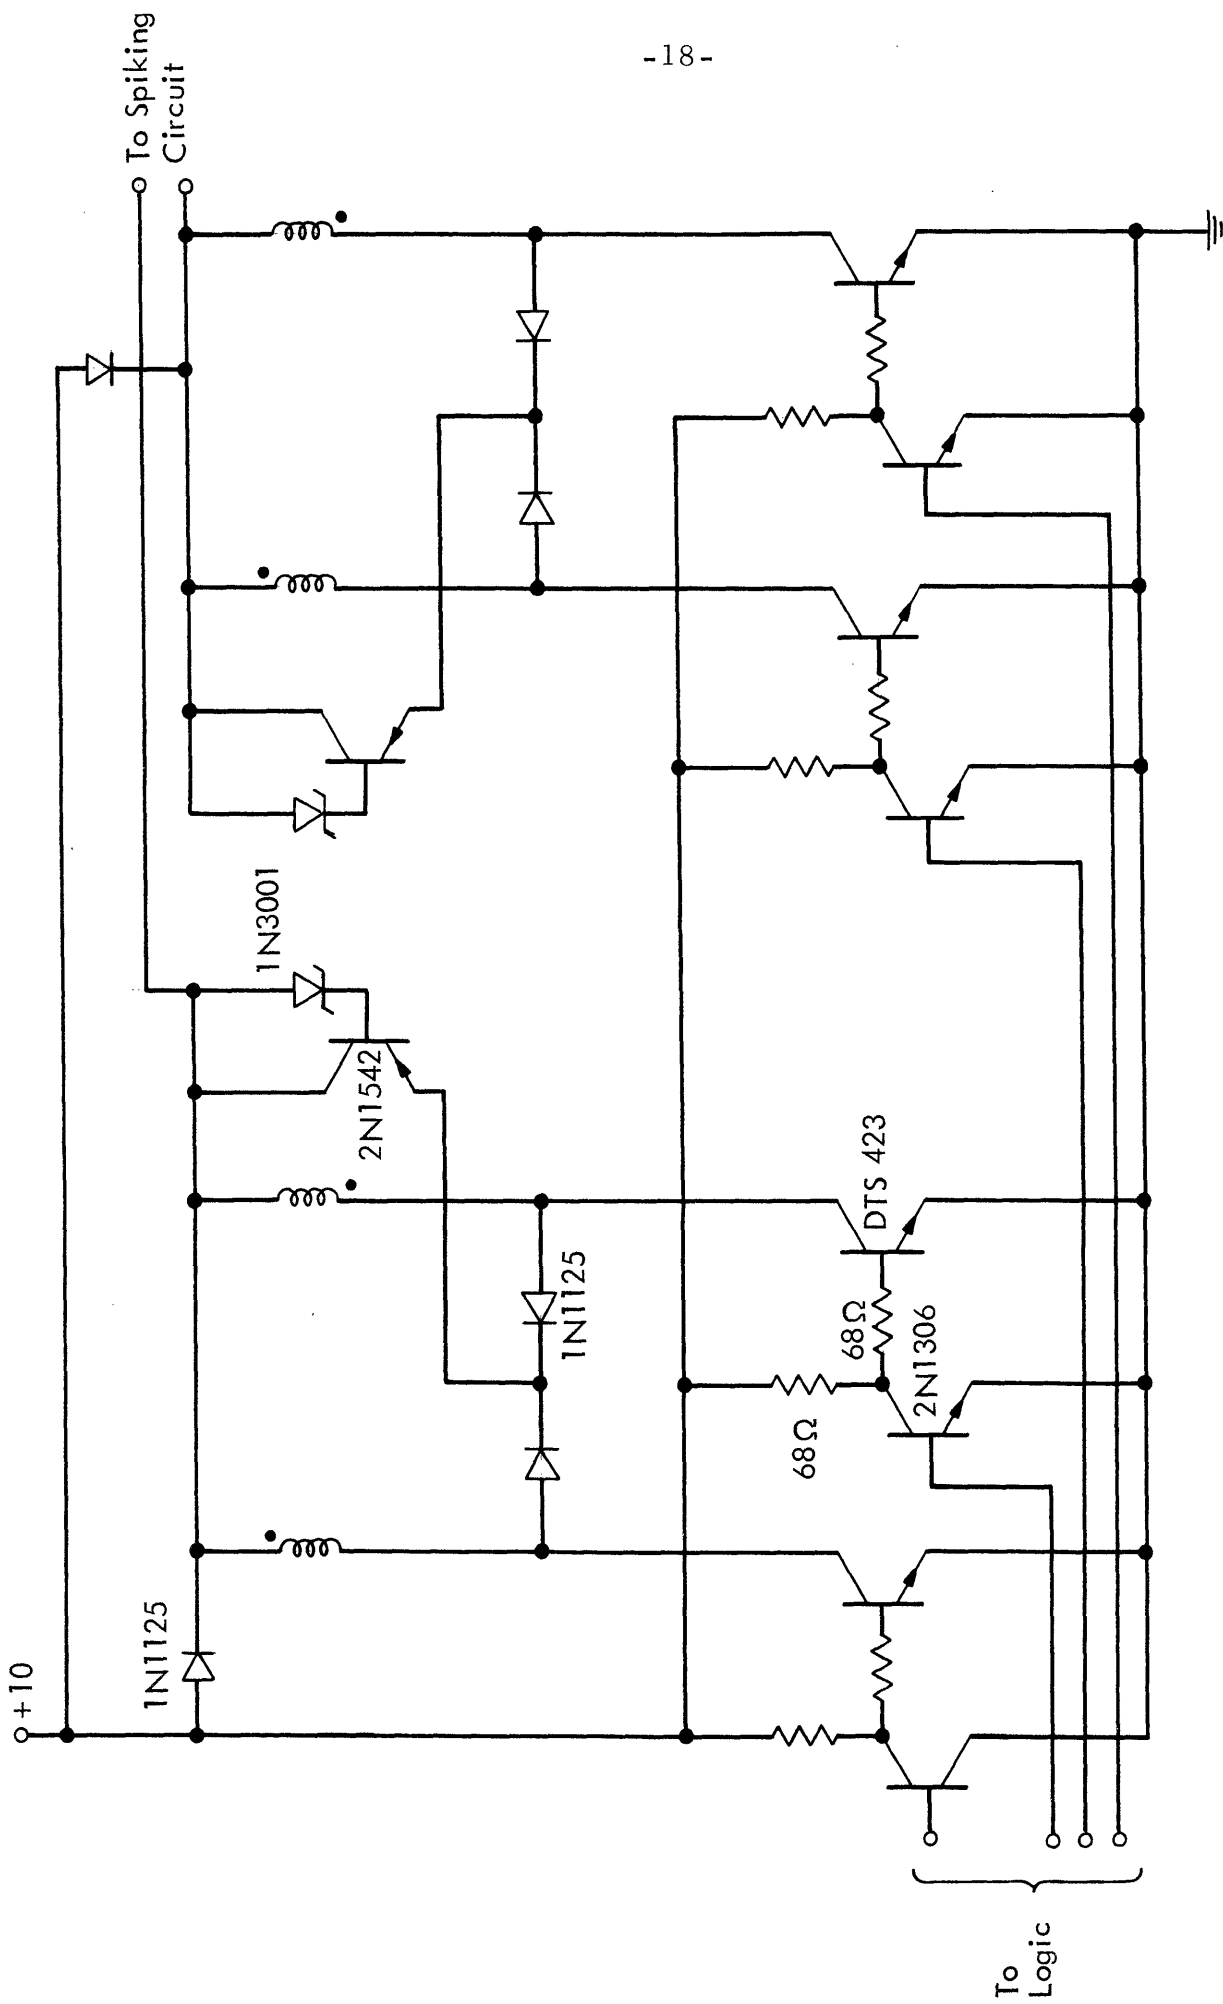 -18-
To Spiking
Circuit
+10
1N1125
1N3001
2N1542
1N1125
DTS 423
68Ω
68Ω
2N1306
To
Logic